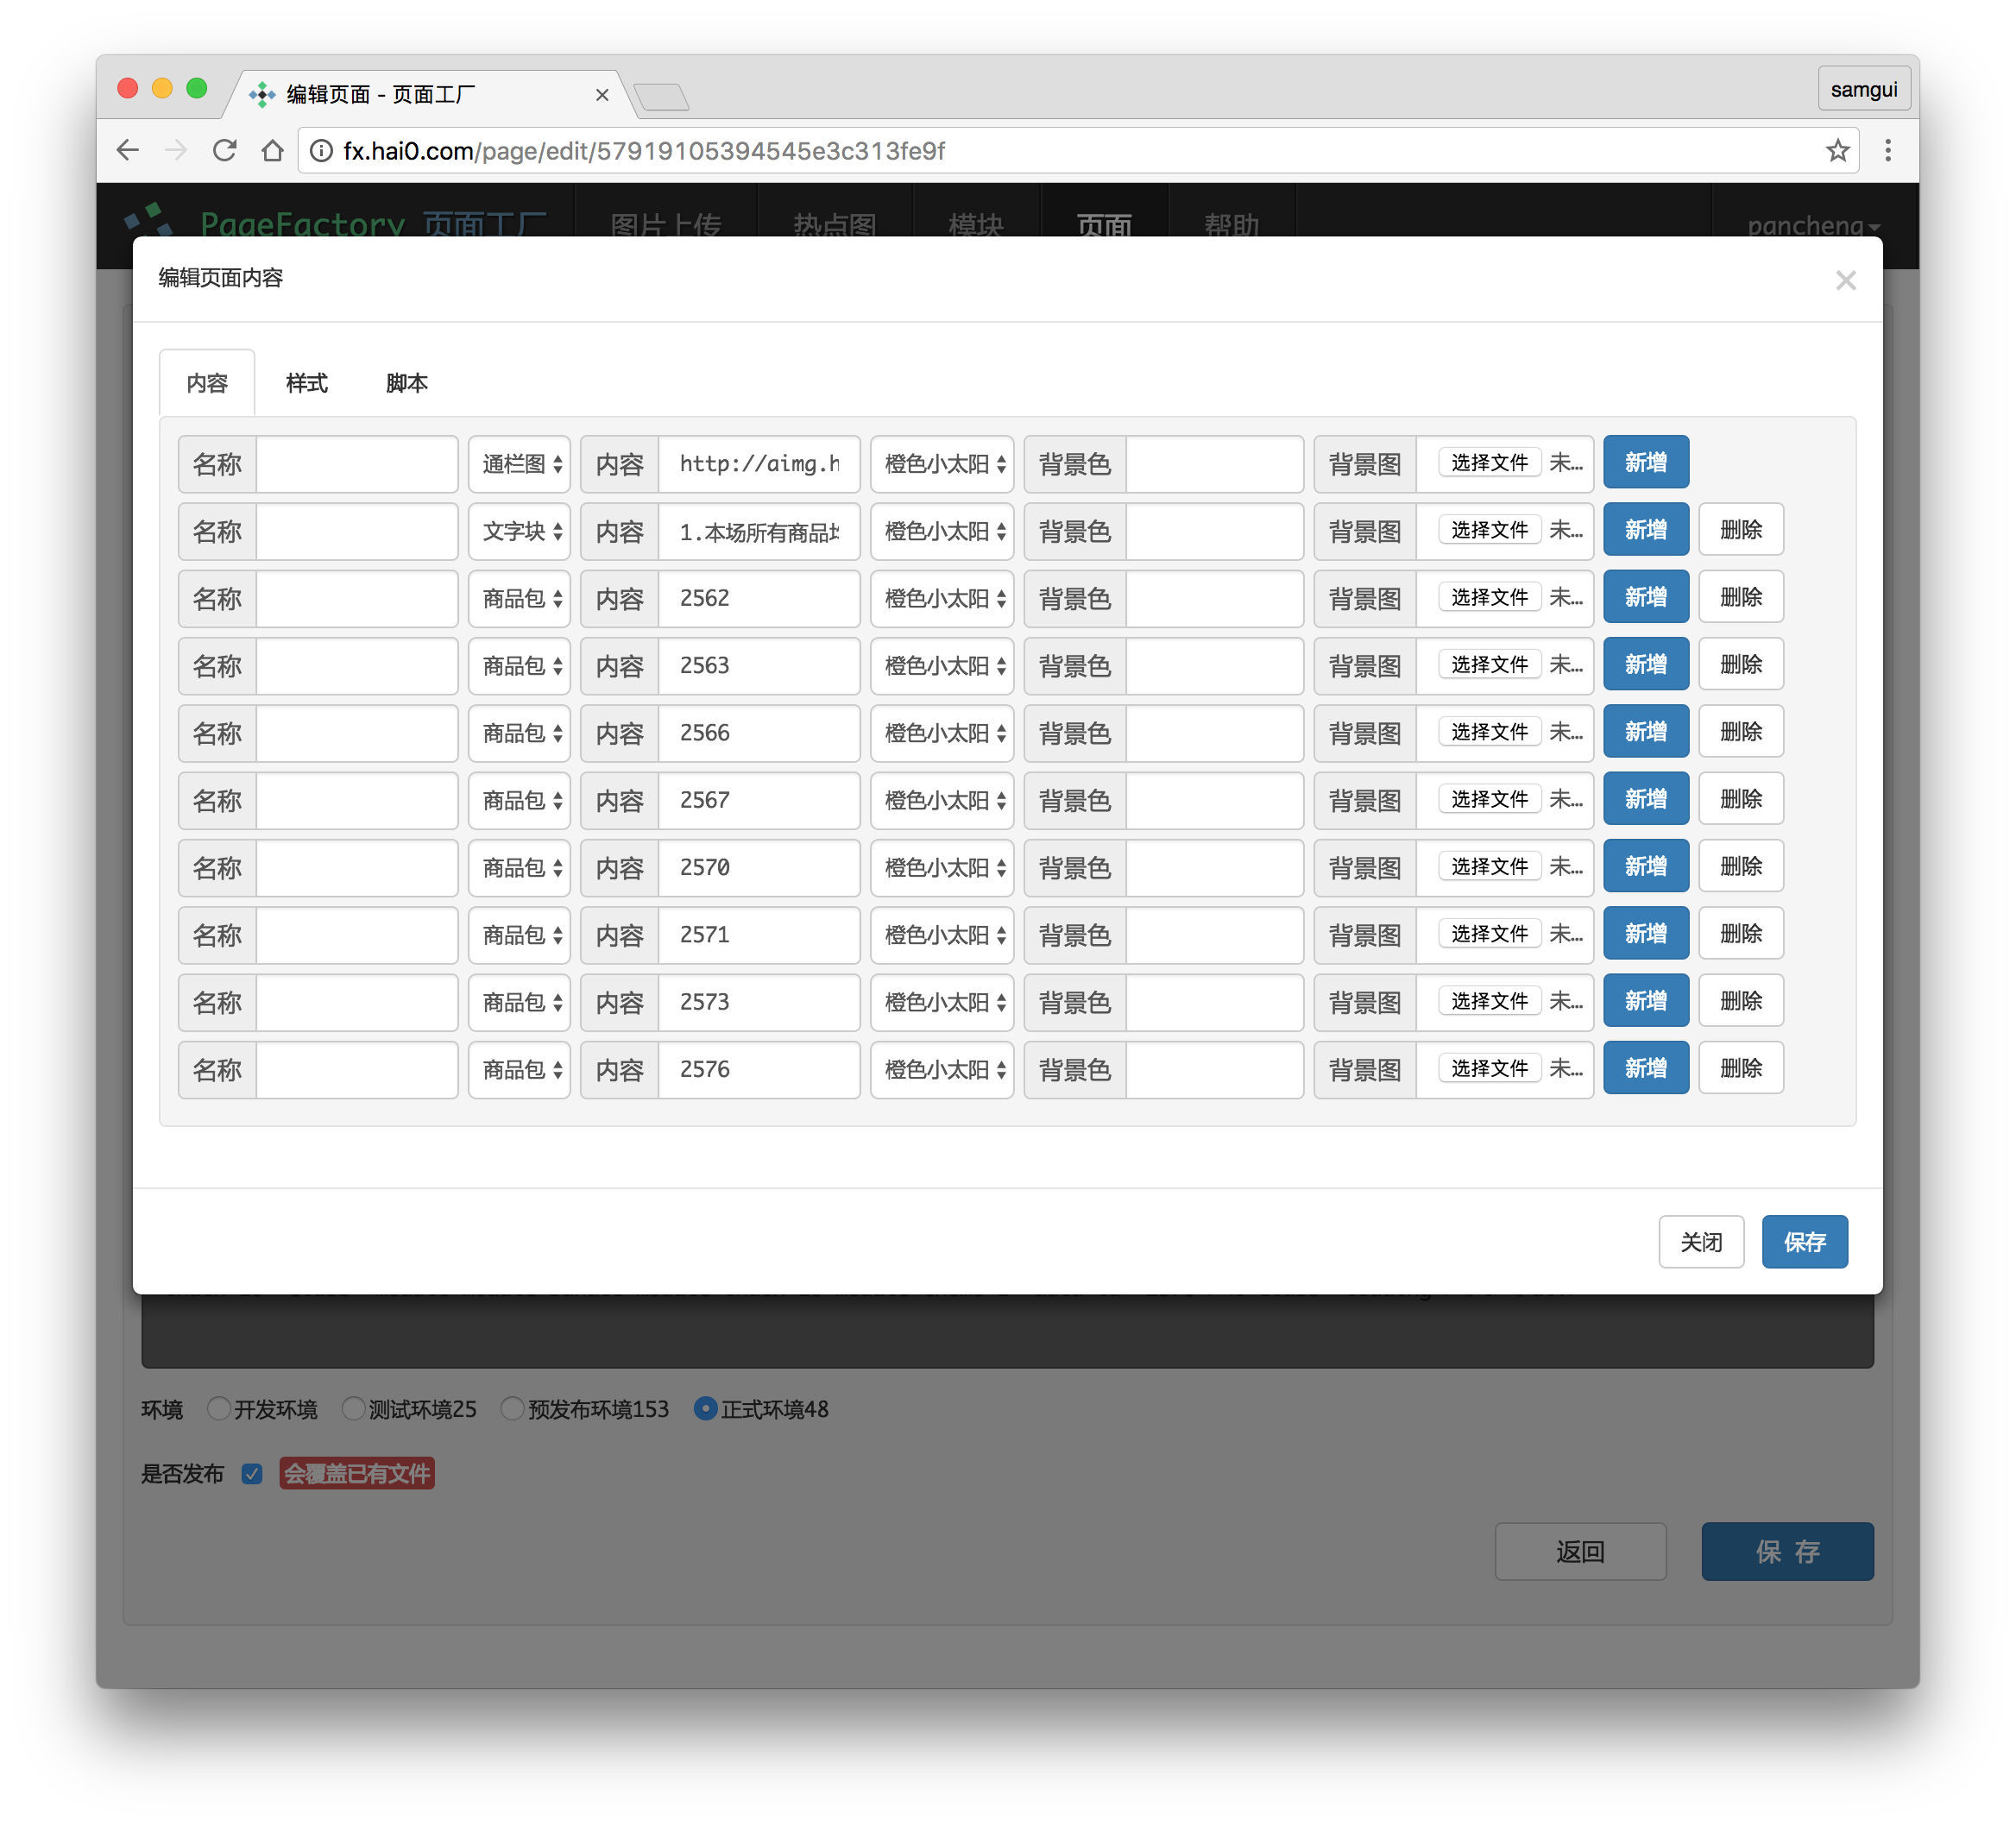 编辑页面 - 页面工厂
samgui
fx.hai0.com/page/edit/57919105394545e3c313fe9f
PageFactory 页面工厂 图片上传 热点图 模块 页面 帮助 pancheng
编辑页面内容
内容 样式 脚本
名称 通栏图 内容 http://aimg.h 橙色小太阳 背景色 背景图 选择文件 未... 新增
名称 文字块 内容 1.本场所有商品 橙色小太阳 背景色 背景图 选择文件 未... 新增 删除
名称 商品包 内容 2562 橙色小太阳 背景色 背景图 选择文件 未... 新增 删除
名称 商品包 内容 2563 橙色小太阳 背景色 背景图 选择文件 未... 新增 删除
名称 商品包 内容 2566 橙色小太阳 背景色 背景图 选择文件 未... 新增 删除
名称 商品包 内容 2567 橙色小太阳 背景色 背景图 选择文件 未... 新增 删除
名称 商品包 内容 2570 橙色小太阳 背景色 背景图 选择文件 未... 新增 删除
名称 商品包 内容 2571 橙色小太阳 背景色 背景图 选择文件 未... 新增 删除
名称 商品包 内容 2573 橙色小太阳 背景色 背景图 选择文件 未... 新增 删除
名称 商品包 内容 2576 橙色小太阳 背景色 背景图 选择文件 未... 新增 删除
关闭 保存
环境 开发环境 测试环境25 预发布环境153 正式环境48
是否发布 会覆盖已有文件
返回 保 存